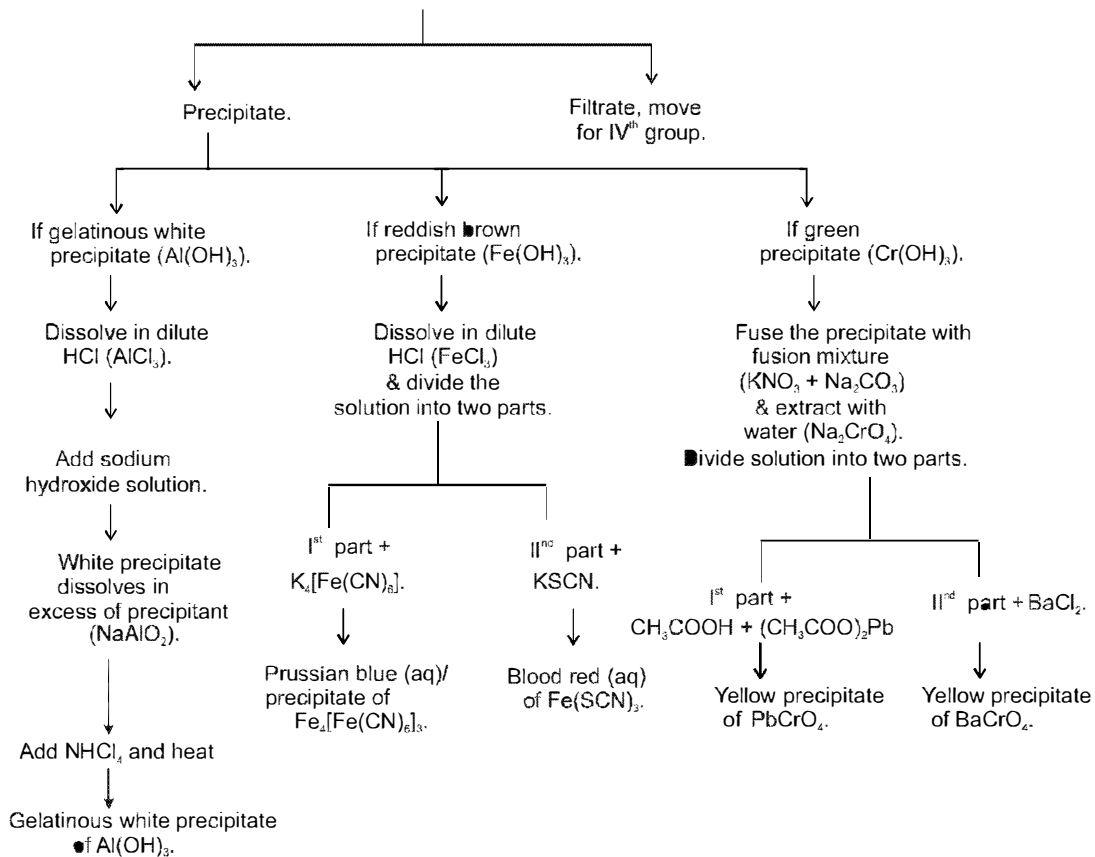 Precipitate.
Filtrate, move
for IVth group.
If gelatinous white
precipitate (Al(OH)₃).
If reddish brown
precipitate (Fe(OH)₃).
If green
precipitate (Cr(OH)₃).
Dissolve in dilute
HCl (AlCl₃).
Dissolve in dilute
HCl (FeCl₃)
& divide the
solution into two parts.
Fuse the precipitate with
fusion mixture
(KNO₃ + Na₂CO₃)
& extract with
water (Na₂CrO₄).
Divide solution into two parts.
Add sodium
hydroxide solution.
White precipitate
dissolves in
excess of precipitant
(NaAlO₂).
Ist part +
K₄[Fe(CN)₆].
IInd part +
KSCN.
Ist part +
CH₃COOH + (CH₃COO)₂Pb
IInd part + BaCl₂.
Prussian blue (aq)/
precipitate of
Fe₄[Fe(CN)₆]₃.
Blood red (aq)
of Fe(SCN)₃.
Yellow precipitate
of PbCrO₄.
Yellow precipitate
of BaCrO₄.
Add NHCl₄ and heat
Gelatinous white precipitate
of Al(OH)₃.